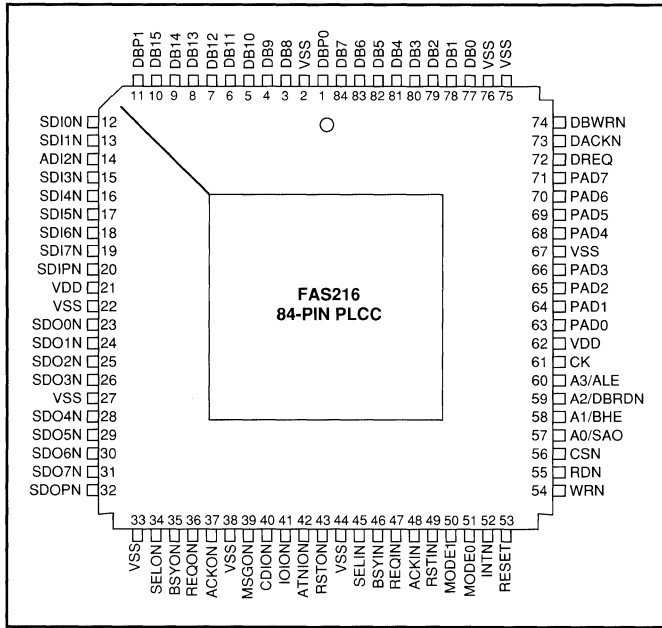 DBP1 DB15 DB14 DB13 DB12 DB11 DB10 DB9 DB8 VSS DBP0 DB7 DB6 DB5 DB4 DB3 DB2 DB1 DB0 VSS VSS
11 10 9 8 7 6 5 4 3 2 1 84 83 82 81 80 79 78 77 76 75
SDI0N 12
SDI1N 13
ADI2N 14
SDI3N 15
SDI4N 16
SDI5N 17
SDI6N 18
SDI7N 19
SDIPN 20
VDD 21
VSS 22
SDO0N 23
SDO1N 24
SDO2N 25
SDO3N 26
VSS 27
SDO4N 28
SDO5N 29
SDO6N 30
SDO7N 31
SDOPN 32
FAS216
84-PIN PLCC
74 DBWRN
73 DACKN
72 DREQ
71 PAD7
70 PAD6
69 PAD5
68 PAD4
67 VSS
66 PAD3
65 PAD2
64 PAD1
63 PAD0
62 VDD
61 CK
60 A3/ALE
59 A2/DBRDN
58 A1/BHE
57 A0/SAO
56 CSN
55 RDN
54 WRN
33 34 35 36 37 38 39 40 41 42 43 44 45 46 47 48 49 50 51 52 53
VSS SELON BSYON REQON ACKON VSS MSGON CDION IOION ATNION RSTON VSS SELIN BSYIN REQIN ACKIN RSTIN MODE1 MODE0 INTN RESET